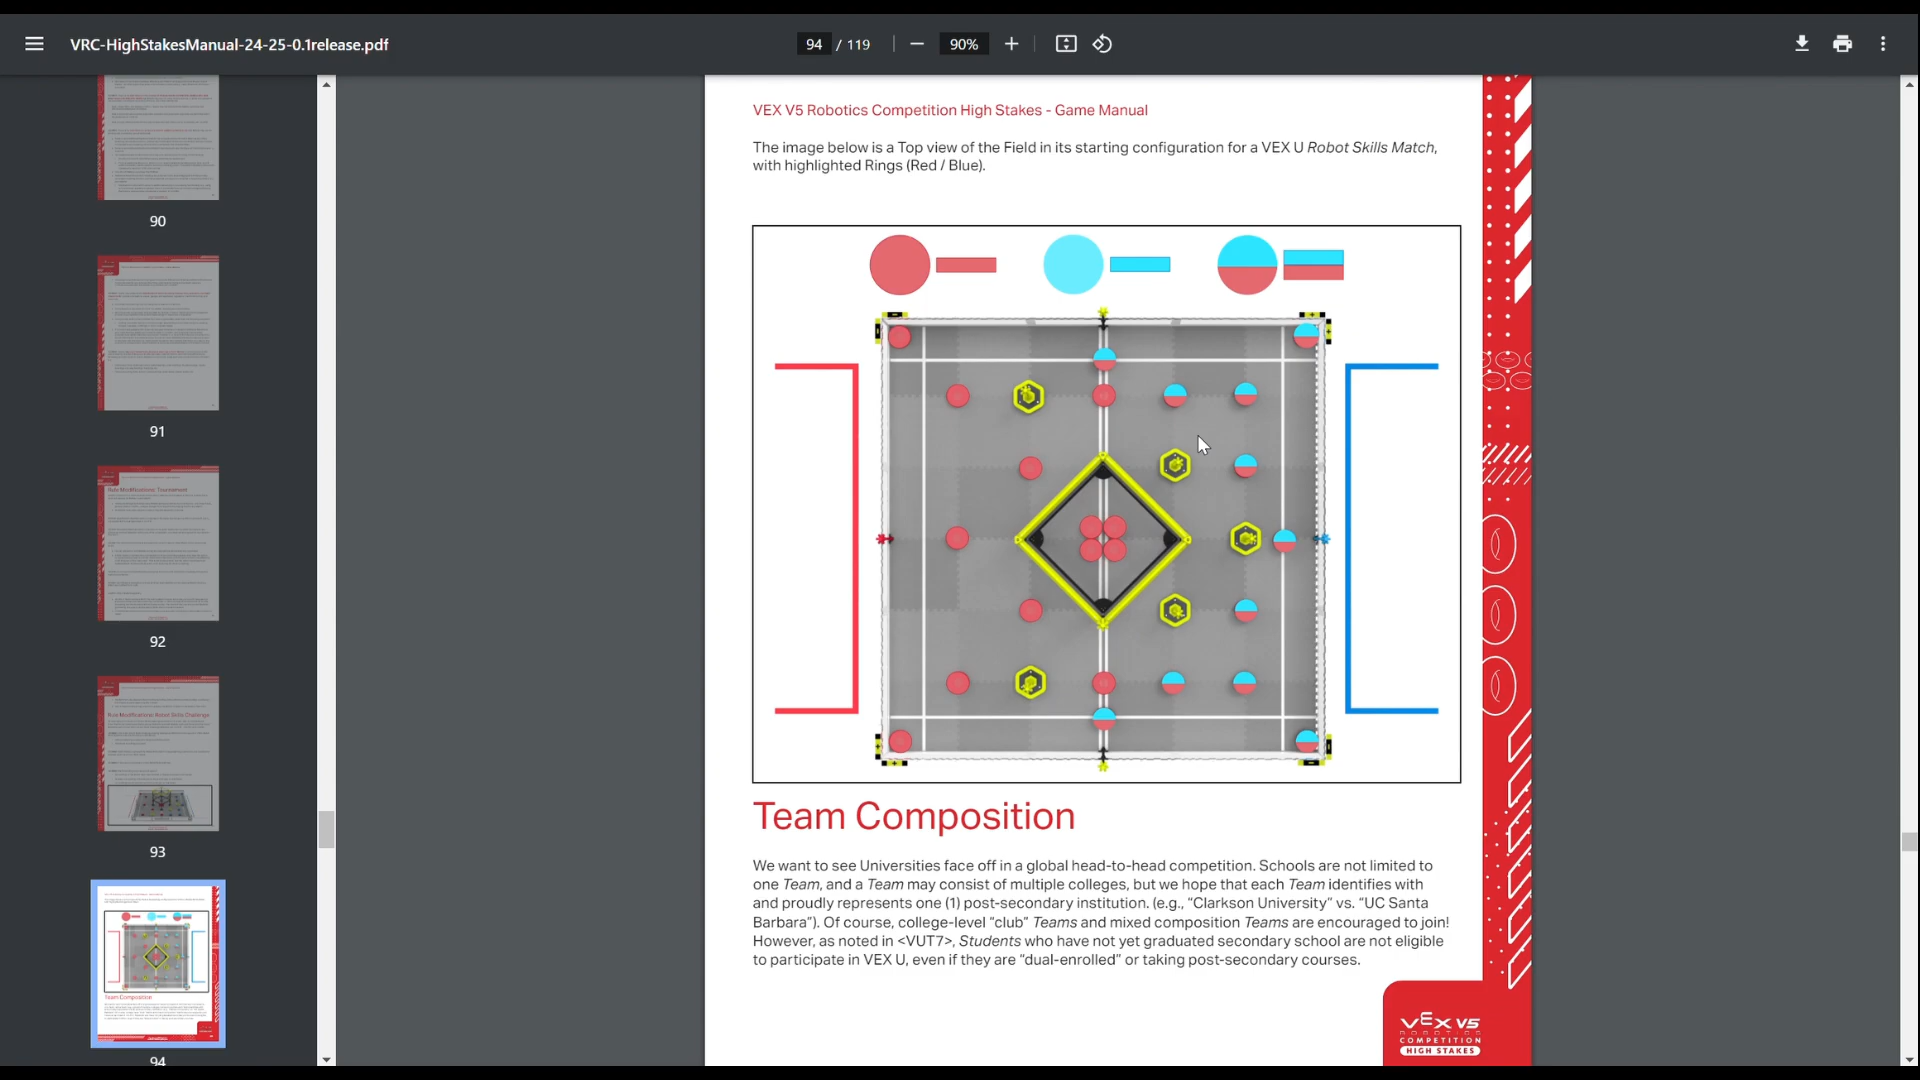 VRC-HighStakesManual-24-25-0.1release.pdf
94 / 119
90%
90
91
92
93
94
VEX V5 Robotics Competition High Stakes - Game Manual
The image below is a Top view of the Field in its starting configuration for a VEX U Robot Skills Match,
with highlighted Rings (Red / Blue).
Team Composition
We want to see Universities face off in a global head-to-head competition. Schools are not limited to
one Team, and a Team may consist of multiple colleges, but we hope that each Team identifies with
and proudly represents one (1) post-secondary institution. (e.g., “Clarkson University” vs. “UC Santa
Barbara”). Of course, college-level “club” Teams and mixed composition Teams are encouraged to join!
However, as noted in <VUT7>, Students who have not yet graduated secondary school are not eligible
to participate in VEX U, even if they are “dual-enrolled” or taking post-secondary courses.
VEX V5
ROBOTICS
COMPETITION
HIGH STAKES